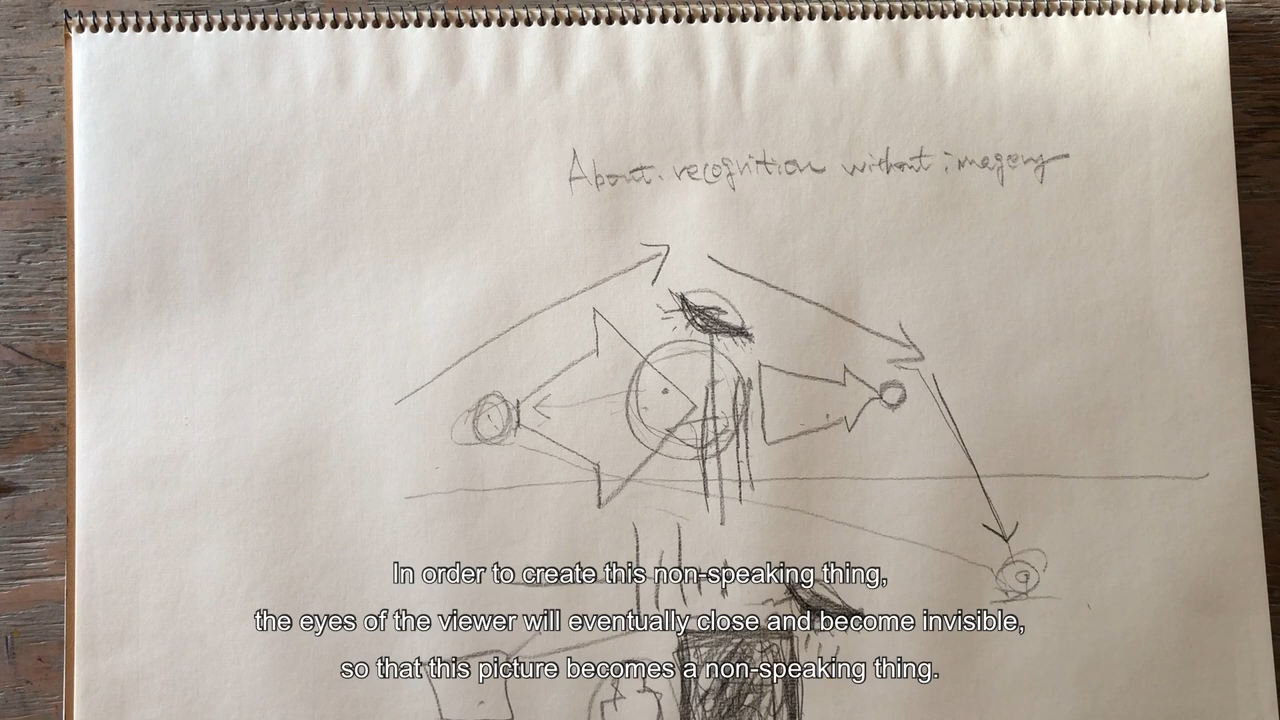 About. recognition without imagery
In order to create this non-speaking thing,
the eyes of the viewer will eventually close and become invisible,
so that this picture becomes a non-speaking thing.